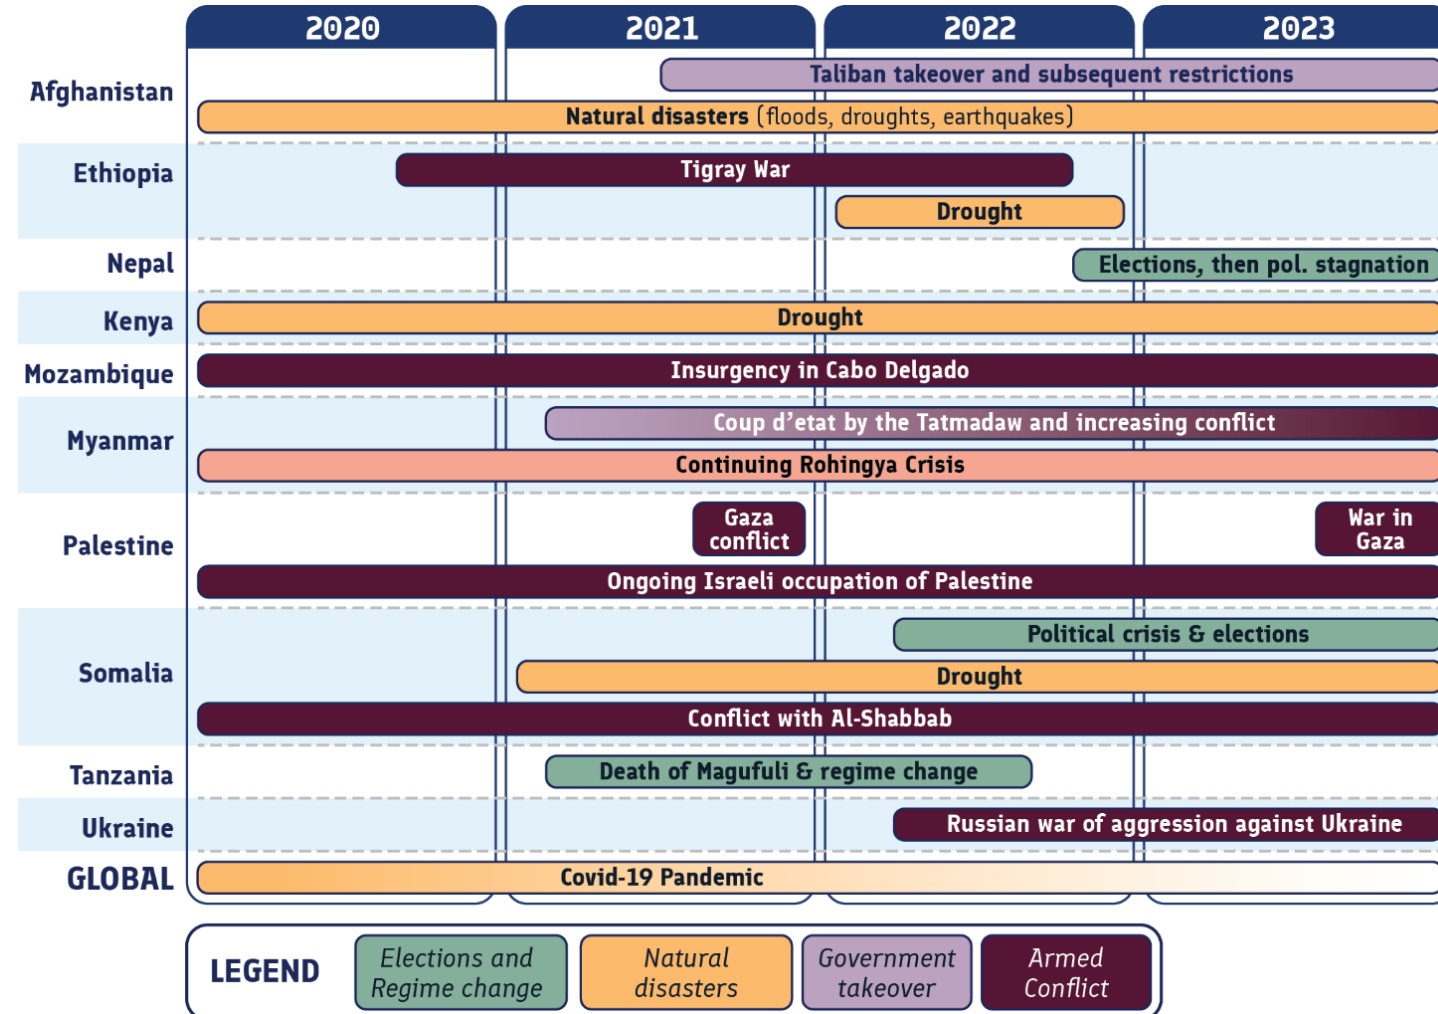 2020 2021 2022 2023
Afghanistan
Taliban takeover and subsequent restrictions
Natural disasters (floods, droughts, earthquakes)
Ethiopia
Tigray War
Drought
Nepal
Elections, then pol. stagnation
Kenya
Drought
Mozambique
Insurgency in Cabo Delgado
Myanmar
Coup d’etat by the Tatmadaw and increasing conflict
Continuing Rohingya Crisis
Palestine
Gaza
conflict
War in
Gaza
Ongoing Israeli occupation of Palestine
Somalia
Political crisis & elections
Drought
Conflict with Al-Shabbab
Tanzania
Death of Magufuli & regime change
Ukraine
Russian war of aggression against Ukraine
GLOBAL
Covid-19 Pandemic
LEGEND
Elections and
Regime change
Natural
disasters
Government
takeover
Armed
Conflict